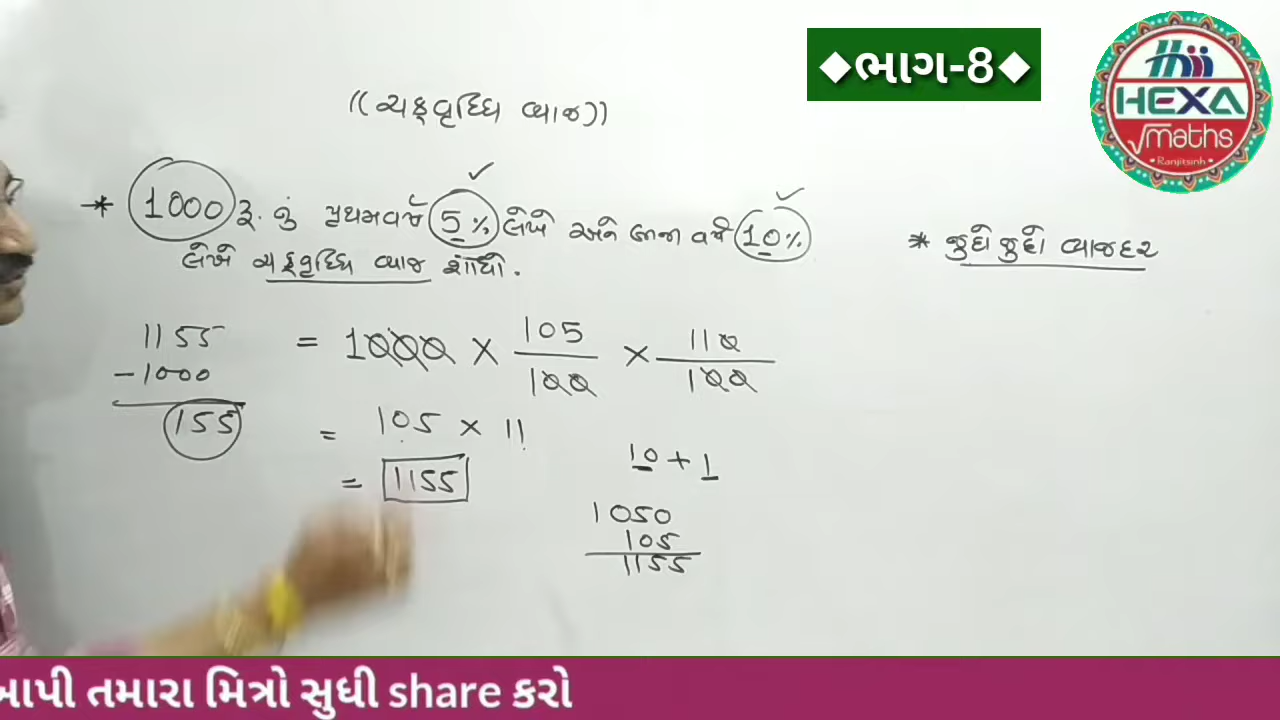 ◆ભાગ-8◆
HEXA
maths
Ranjitsinh
((ચક્રવૃદ્ધિ વ્યાજ))
* 1000 રૂ. નું પ્રથમવર્ષે 5% લેખે અને બીજા વર્ષે 10%
લેખે ચક્રવૃદ્ધિ વ્યાજ શોધો.
* જુદો જુદો વ્યાજદર
= 1000 × 105/100 × 110/100
1155
-1000
155
= 105 × 11
= 1155
10 + 1
1050
105
1155
આપી તમારા મિત્રો સુધી share કરો